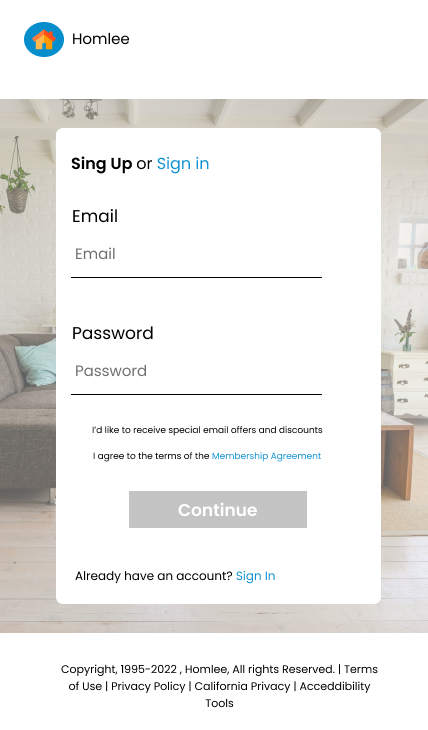 Homlee
Sing Up or Sign in
Email
Email
Password
Password
I'd like to receive special email offers and discounts
I agree to the terms of the Membership Agreement
Continue
Already have an account? Sign In
Copyright, 1995-2022 , Homlee, All rights Reserved. | Terms
of Use | Privacy Policy | California Privacy | Acceddibility
Tools